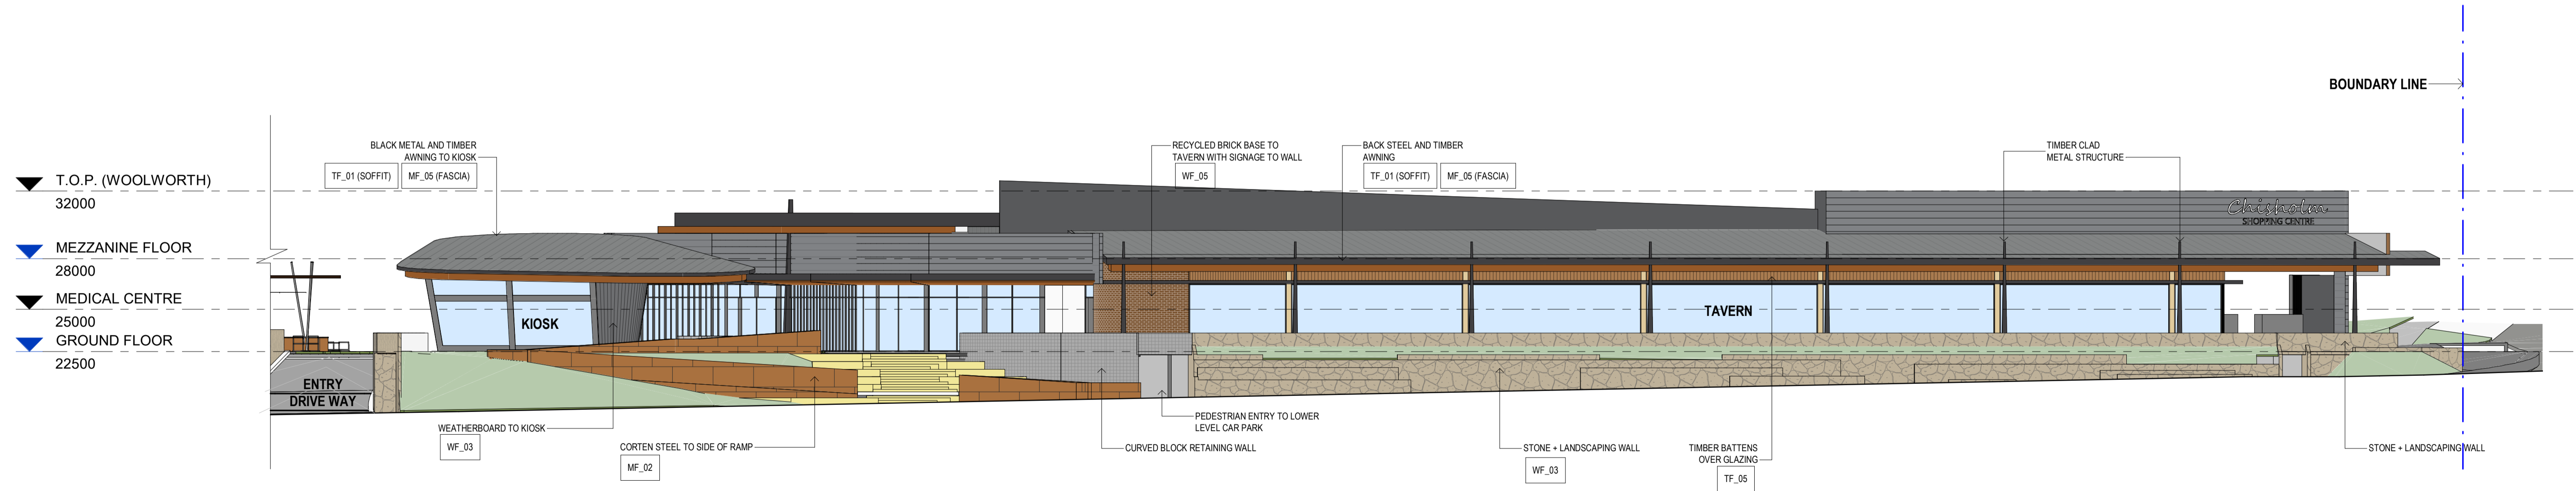 BOUNDARY LINE
BLACK METAL AND TIMBER
AWNING TO KIOSK
TF_01 (SOFFIT)
MF_05 (FASCIA)
RECYCLED BRICK BASE TO
TAVERN WITH SIGNAGE TO WALL
WF_05
BACK STEEL AND TIMBER
AWNING
TF_01 (SOFFIT)
MF_05 (FASCIA)
TIMBER CLAD
METAL STRUCTURE
T.O.P. (WOOLWORTH)
32000
Chisholm
SHOPPING CENTRE
MEZZANINE FLOOR
28000
MEDICAL CENTRE
25000
GROUND FLOOR
22500
KIOSK
TAVERN
ENTRY
DRIVE WAY
WEATHERBOARD TO KIOSK
WF_03
CORTEN STEEL TO SIDE OF RAMP
MF_02
PEDESTRIAN ENTRY TO LOWER
LEVEL CAR PARK
CURVED BLOCK RETAINING WALL
STONE + LANDSCAPING WALL
WF_03
TIMBER BATTENS
OVER GLAZING
TF_05
STONE + LANDSCAPING WALL